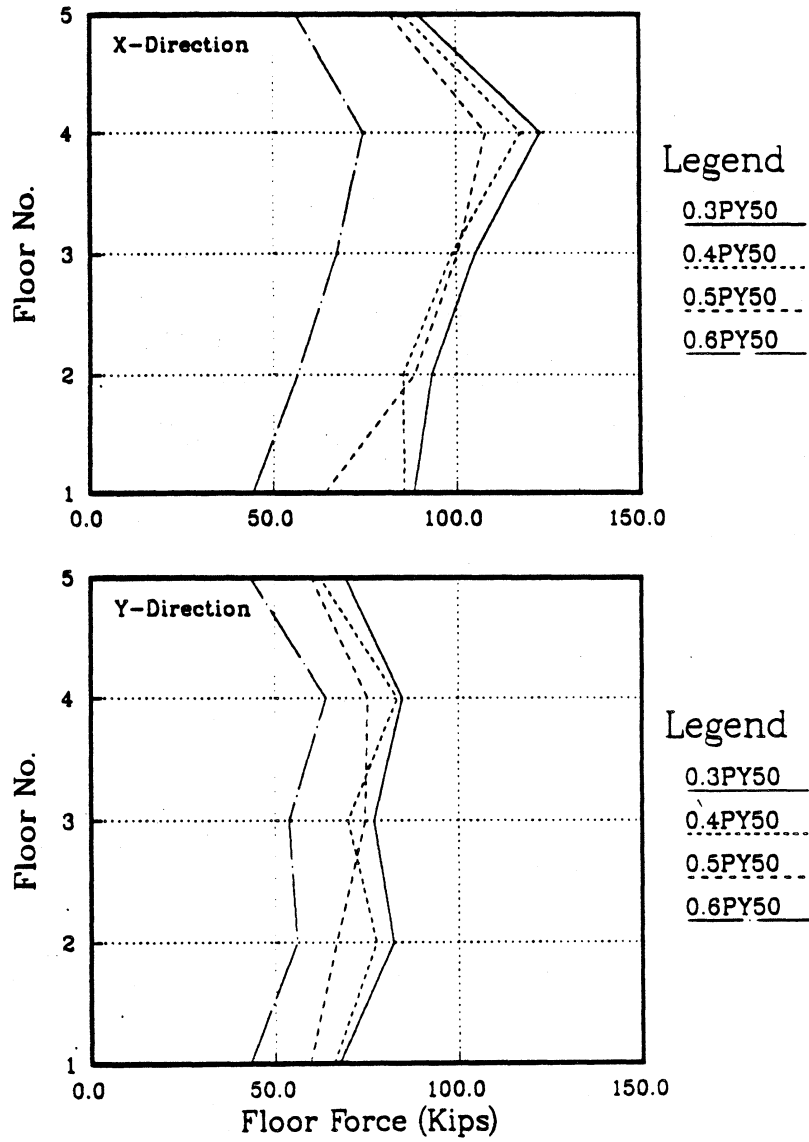 5
X-Direction
4
3
2
1
Floor No.
0.0
50.0
100.0
150.0
Legend
0.3PY50
0.4PY50
0.5PY50
0.6PY50
5
Y-Direction
4
3
2
1
Floor No.
0.0
50.0
100.0
150.0
Floor Force (Kips)
Legend
0.3PY50
0.4PY50
0.5PY50
0.6PY50